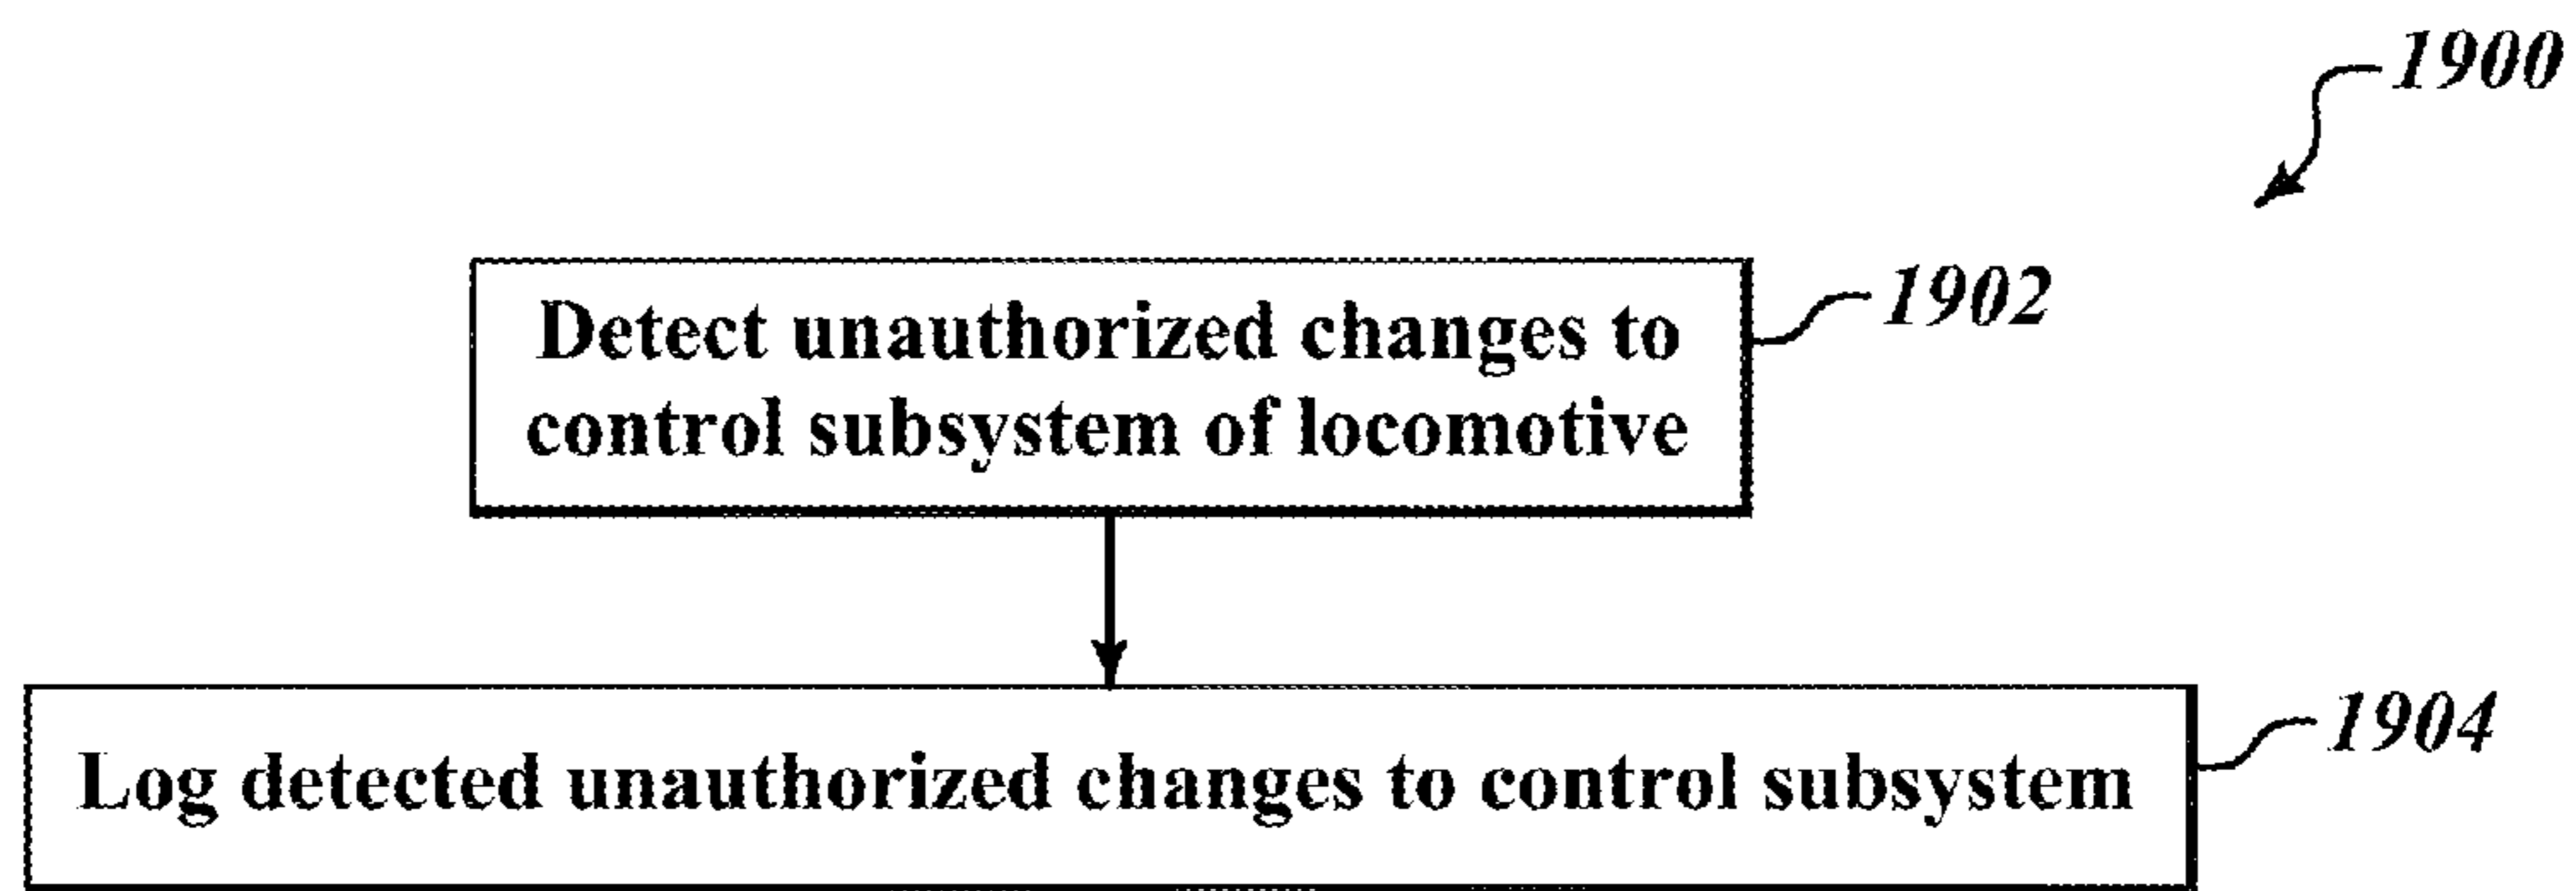 1900
Detect unauthorized changes to
control subsystem of locomotive
1902
Log detected unauthorized changes to control subsystem
1904